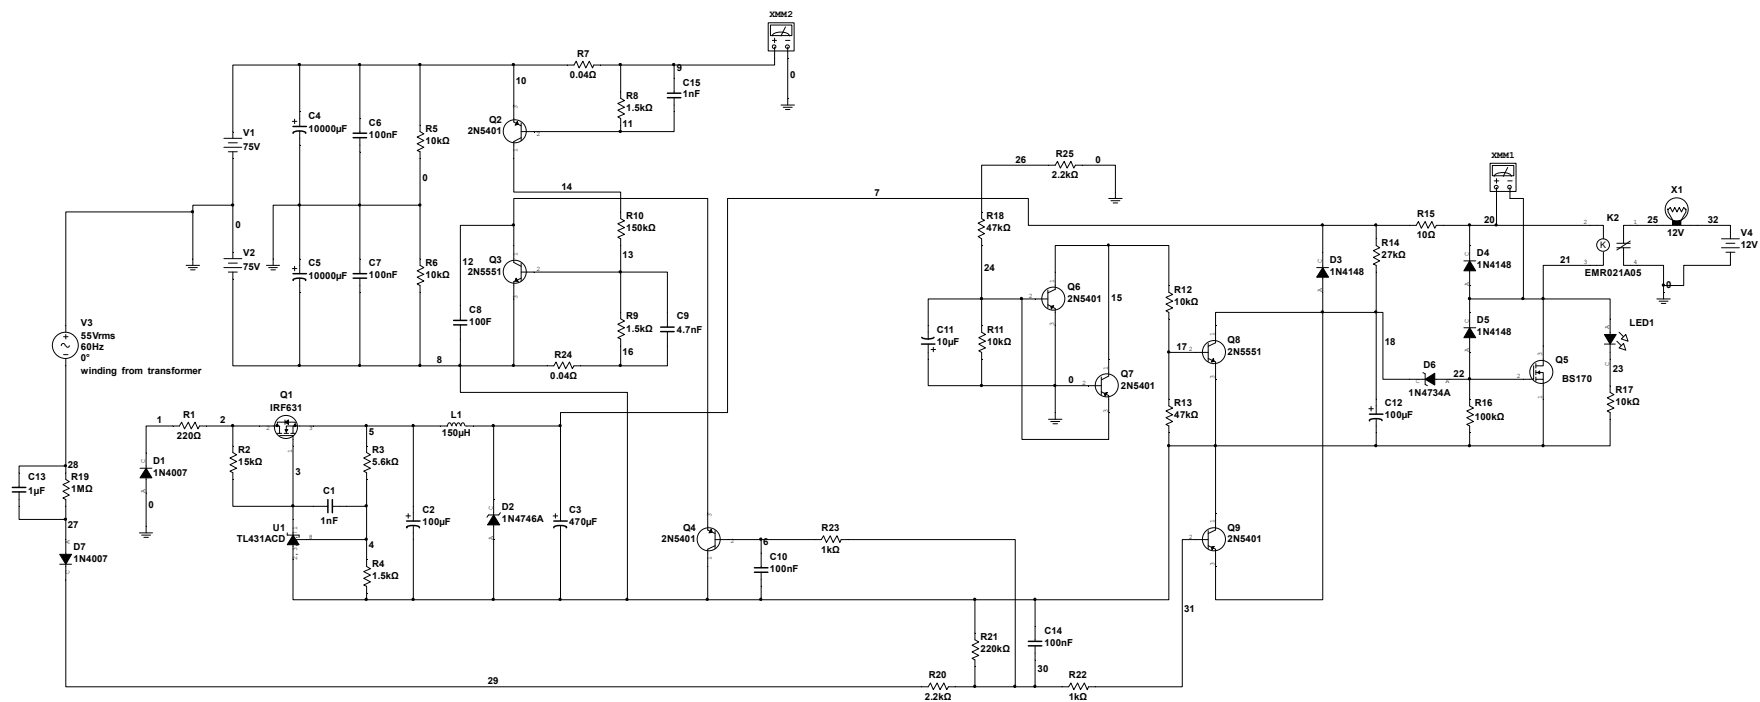 XMM2
R7
0.04Ω
9
10
0
C15
1nF
R8
1.5kΩ
11
C4
10000µF
C6
100nF
R5
10kΩ
Q2
2N5401
V1
75V
0
14
7
26
R25
2.2kΩ
0
XMM1
X1
12V
25
32
V4
12V
K2
K
EMR021A05
20
R15
10Ω
R14
27kΩ
D3
1N4148
D4
1N4148
21
0
0
V2
75V
C5
10000µF
C7
100nF
R6
10kΩ
12
Q3
2N5551
R10
150kΩ
13
C8
100F
R9
1.5kΩ
C9
4.7nF
16
8
R24
0.04Ω
R18
47kΩ
24
Q6
2N5401
15
C11
10µF
R11
10kΩ
0
Q7
2N5401
R12
10kΩ
17
Q8
2N5551
R13
47kΩ
18
D5
1N4148
D6
1N4734A
22
R16
100kΩ
C12
100µF
Q5
BS170
LED1
23
R17
10kΩ
V3
55Vrms
60Hz
0°
winding from transformer
Q1
IRF631
1
R1
220Ω
2
R2
15kΩ
3
5
R3
5.6kΩ
L1
150µH
D1
1N4007
0
28
C13
1µF
R19
1MΩ
27
D7
1N4007
C1
1nF
U1
TL431ACD
4
R4
1.5kΩ
C2
100µF
D2
1N4746A
C3
470µF
Q4
2N5401
6
R23
1kΩ
C10
100nF
Q9
2N5401
31
R21
220kΩ
C14
100nF
30
29
R20
2.2kΩ
R22
1kΩ